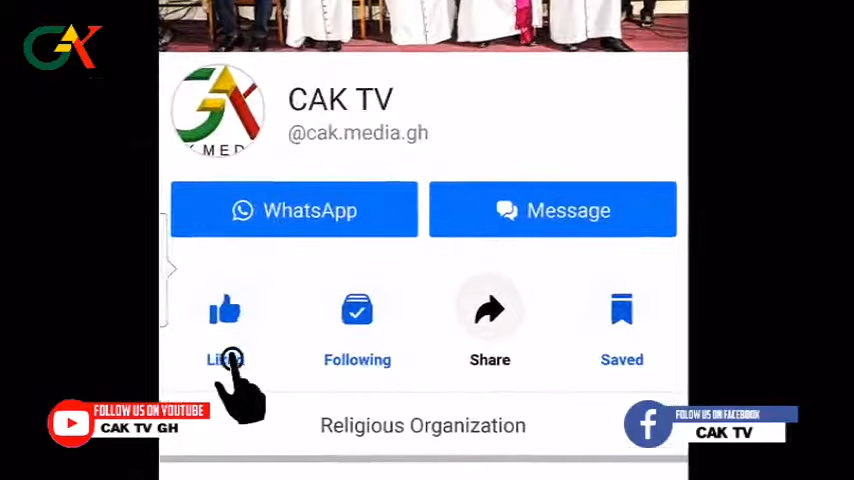 CAK TV
@cak.media.gh
WhatsApp
Message
Following
Share
Saved
Religious Organization
FOLLOW US ON YOUTUBE
CAK TV GH
FOLLOW US ON FACEBOOK
CAK TV